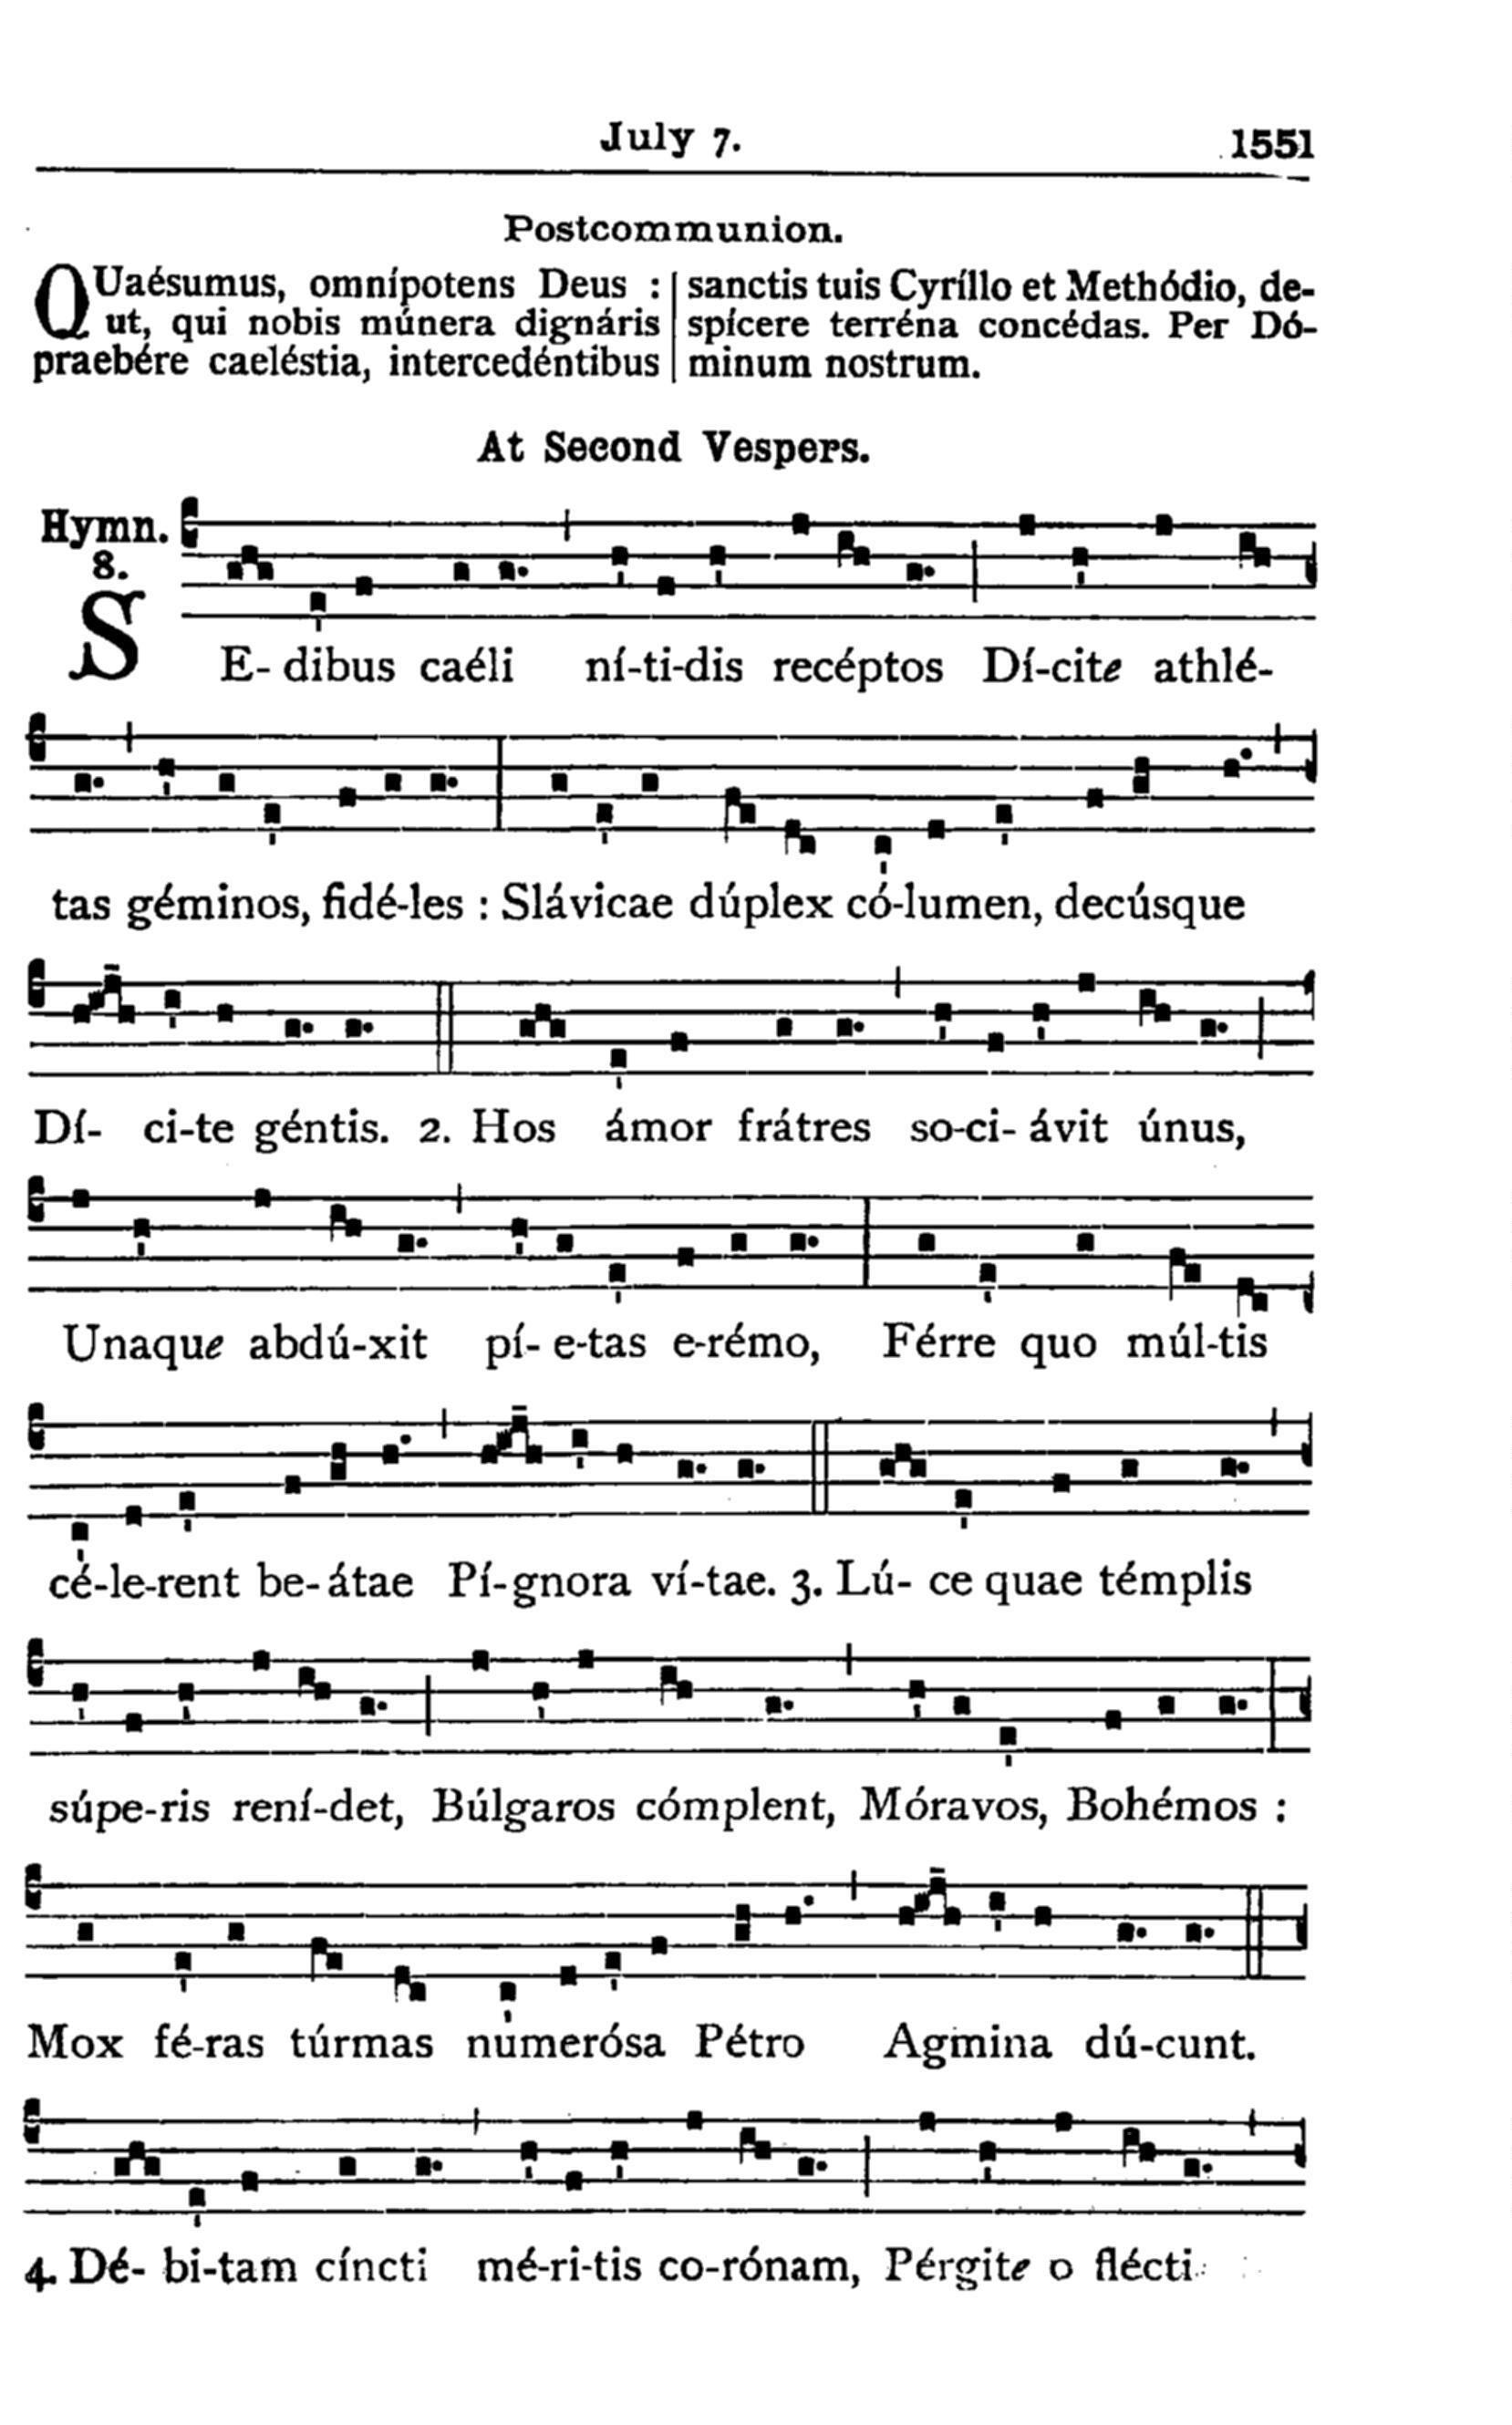 July 7.
1551
Postcommunion.
QUaésumus, omnípotens Deus :
ut, qui nobis múnera dignáris
praebére caeléstia, intercedéntibus
sanctis tuis Cyríllo et Methódio, de-
spícere terréna concédas. Per Dó-
minum nostrum.
At Second Vespers.
Hymn.
8.
SE- dibus caéli ní-ti-dis recéptos Dí-cite athlé-
tas géminos, fidé-les : Slávicae dúplex có-lumen, decúsque
Dí- ci-te géntis. 2. Hos ámor frátres so-ci- ávit únus,
Unaque abdú-xit pí- e-tas e-rémo, Férre quo múl-tis
cé-le-rent be- átae Pí-gnora ví-tae. 3. Lú- ce quae témplis
súpe-ris rení-det, Búlgaros cómplent, Móravos, Bohémos :
Mox fé-ras túrmas numerósa Pétro Agmina dú-cunt.
4. Dé- bi-tam cíncti mé-ri-tis co-rónam, Pérgite o flécti